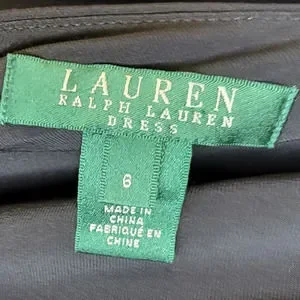 LAUREN
RALPH LAUREN
DRESS
6
MADE IN
CHINA
FABRIQUÉ EN
CHINE